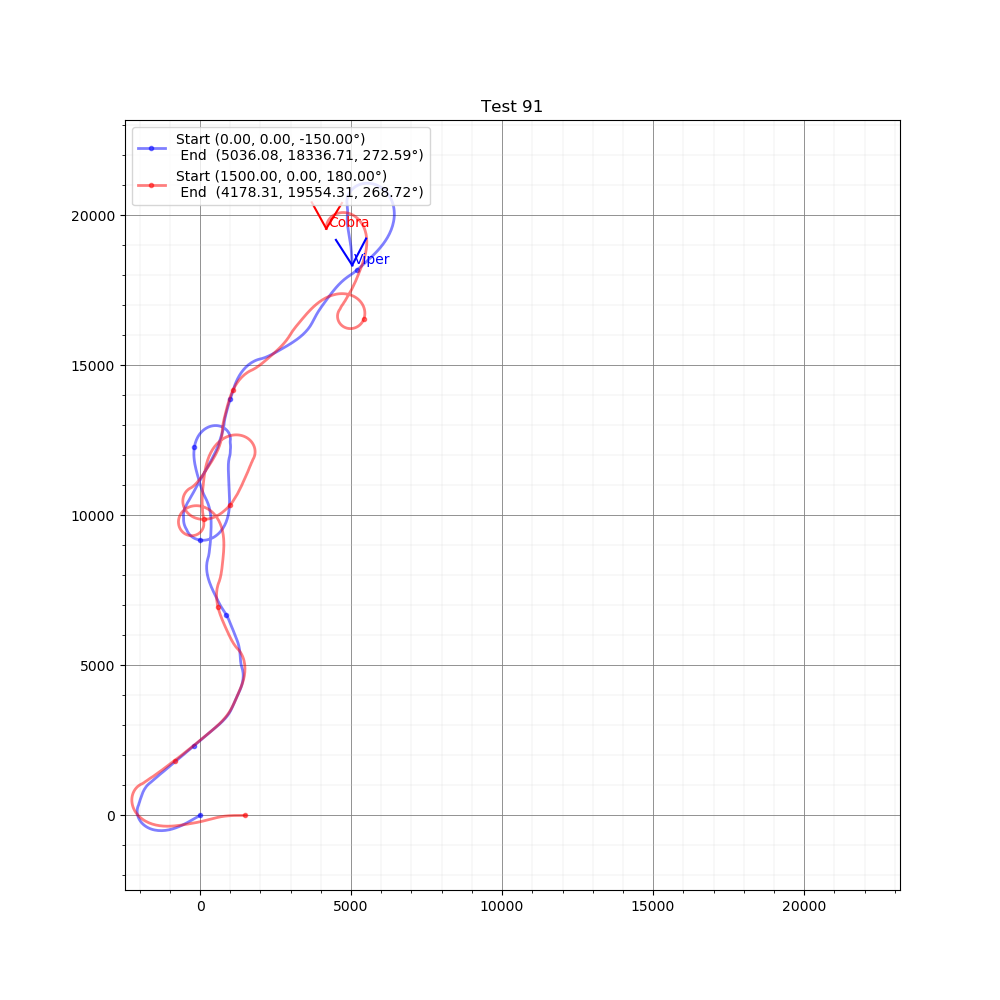 Test 91
Start (0.00, 0.00, -150.00°)
End (5036.08, 18336.71, 272.59°)
Start (1500.00, 0.00, 180.00°)
End (4178.31, 19554.31, 268.72°)
Cobra
Viper
20000
15000
10000
5000
0
0
5000
10000
15000
20000